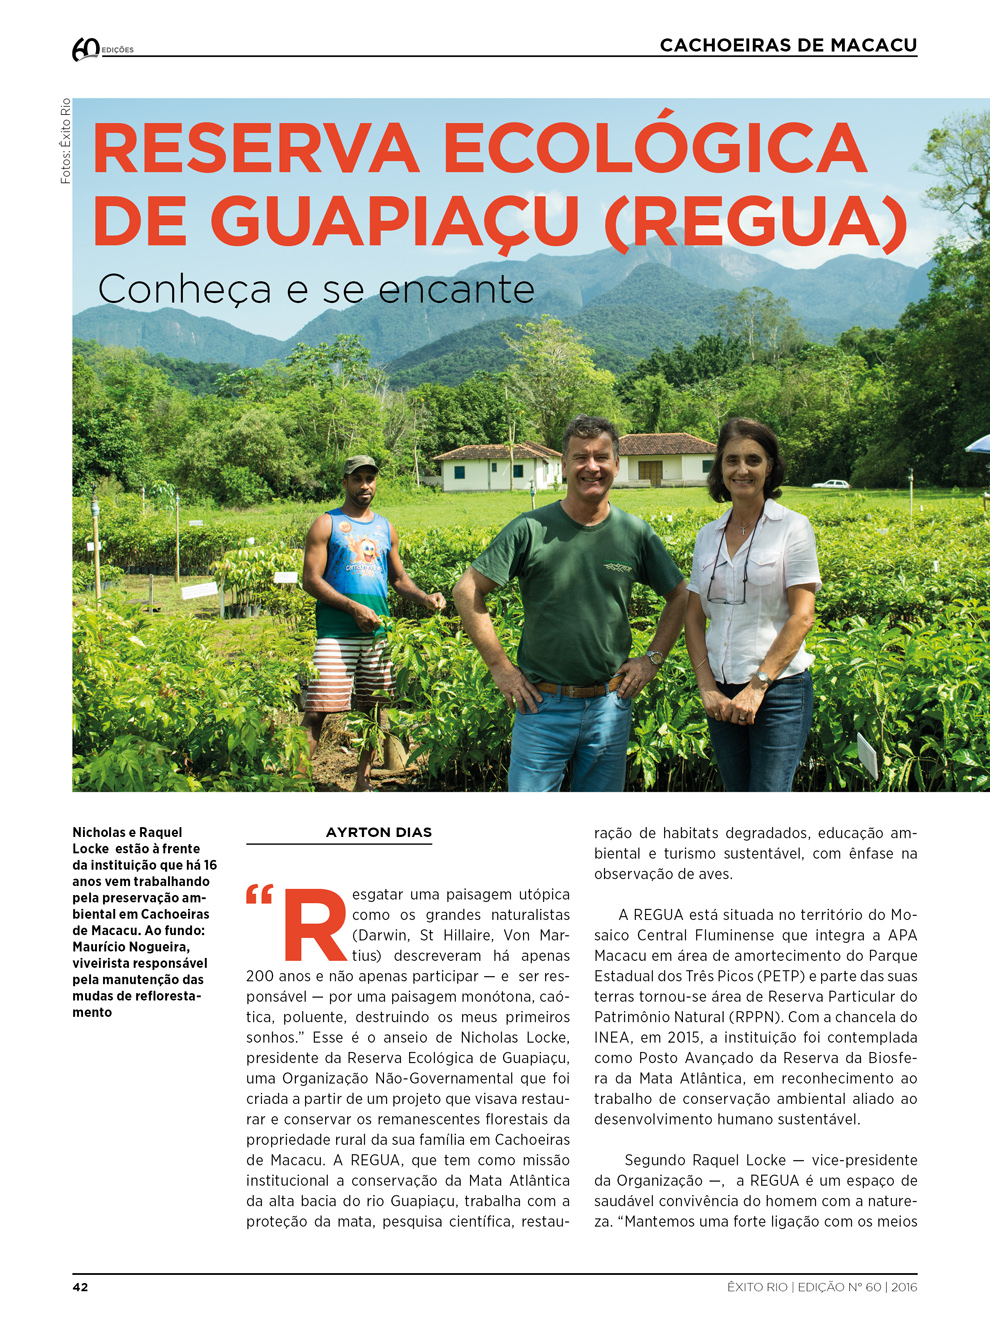 60 EDIÇÕES
CACHOEIRAS DE MACACU
Fotos: Êxito Rio
RESERVA ECOLÓGICA
DE GUAPIAÇU (REGUA)
Conheça e se encante
Nicholas e Raquel
Locke estão à frente
da instituição que há 16
anos vem trabalhando
pela preservação am-
biental em Cachoeiras
de Macacu. Ao fundo:
Maurício Nogueira,
viveirista responsável
pela manutenção das
mudas de refloresta-
mento
AYRTON DIAS
“Resgatar uma paisagem utópica
como os grandes naturalistas
(Darwin, St Hillaire, Von Mar-
tius) descreveram há apenas
200 anos e não apenas participar — e ser res-
ponsável — por uma paisagem monótona, caó-
tica, poluente, destruindo os meus primeiros
sonhos.” Esse é o anseio de Nicholas Locke,
presidente da Reserva Ecológica de Guapiaçu,
uma Organização Não-Governamental que foi
criada a partir de um projeto que visava restau-
rar e conservar os remanescentes florestais da
propriedade rural da sua família em Cachoeiras
de Macacu. A REGUA, que tem como missão
institucional a conservação da Mata Atlântica
da alta bacia do rio Guapiaçu, trabalha com a
proteção da mata, pesquisa científica, restau-
ração de habitats degradados, educação am-
biental e turismo sustentável, com ênfase na
observação de aves.
A REGUA está situada no território do Mo-
saico Central Fluminense que integra a APA
Macacu em área de amortecimento do Parque
Estadual dos Três Picos (PETP) e parte das suas
terras tornou-se área de Reserva Particular do
Patrimônio Natural (RPPN). Com a chancela do
INEA, em 2015, a instituição foi contemplada
como Posto Avançado da Reserva da Biosfe-
ra da Mata Atlântica, em reconhecimento ao
trabalho de conservação ambiental aliado ao
desenvolvimento humano sustentável.
Segundo Raquel Locke — vice-presidente
da Organização —, a REGUA é um espaço de
saudável convivência do homem com a nature-
za. “Mantemos uma forte ligação com os meios
42
ÊXITO RIO | EDIÇÃO Nº 60 | 2016